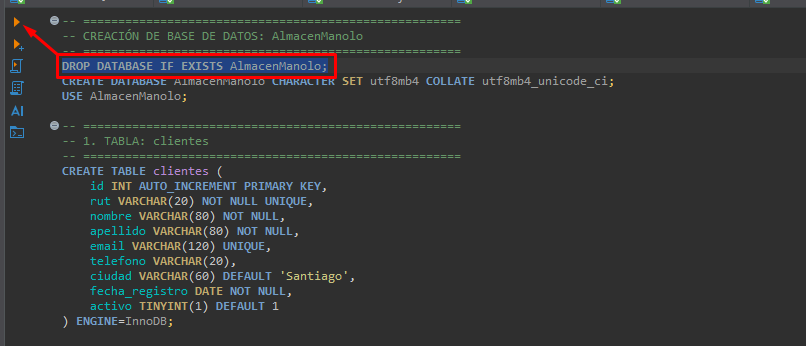 -- ==================================================
-- CREACIÓN DE BASE DE DATOS: AlmacenManolo
-- ==================================================
DROP DATABASE IF EXISTS AlmacenManolo;
CREATE DATABASE AlmacenManolo CHARACTER SET utf8mb4 COLLATE utf8mb4_unicode_ci;
USE AlmacenManolo;
-- ==================================================
-- 1. TABLA: clientes
-- ==================================================
CREATE TABLE clientes (
    id INT AUTO_INCREMENT PRIMARY KEY,
    rut VARCHAR(20) NOT NULL UNIQUE,
    nombre VARCHAR(80) NOT NULL,
    apellido VARCHAR(80) NOT NULL,
    email VARCHAR(120) UNIQUE,
    telefono VARCHAR(20),
    ciudad VARCHAR(60) DEFAULT 'Santiago',
    fecha_registro DATE NOT NULL,
    activo TINYINT(1) DEFAULT 1
) ENGINE=InnoDB;
AI